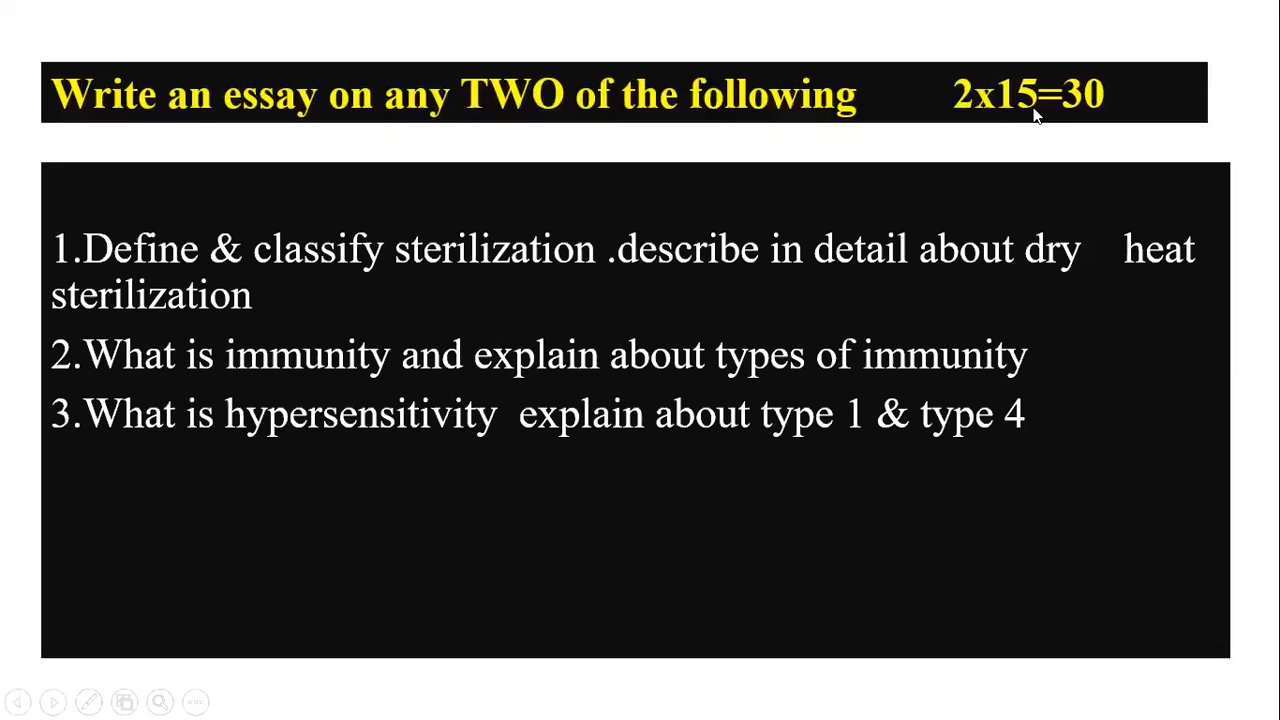 Write an essay on any TWO of the following 2x15=30
1.Define & classify sterilization .describe in detail about dry heat
sterilization
2.What is immunity and explain about types of immunity
3.What is hypersensitivity explain about type 1 & type 4